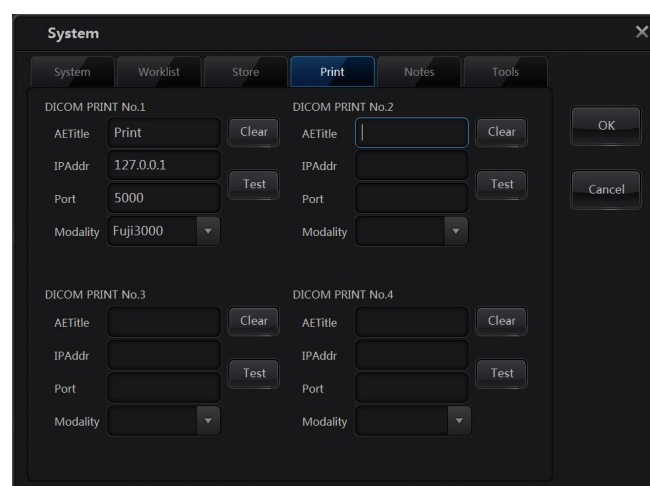 System
System Worklist Store Print Notes Tools
DICOM PRINT No.1
AETitle Print Clear
IPAddr 127.0.0.1
Test
Port 5000
Modality Fuji3000
DICOM PRINT No.2
AETitle Clear
IPAddr
Test
Port
Modality
DICOM PRINT No.3
AETitle Clear
IPAddr
Test
Port
Modality
DICOM PRINT No.4
AETitle Clear
IPAddr
Test
Port
Modality
OK
Cancel